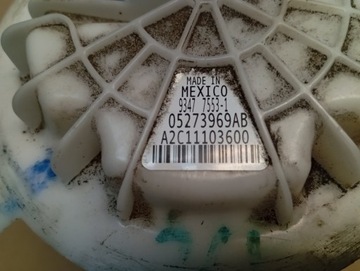 MADE IN
MEXICO
9347 7553-1
05273969AB
A2C11103600